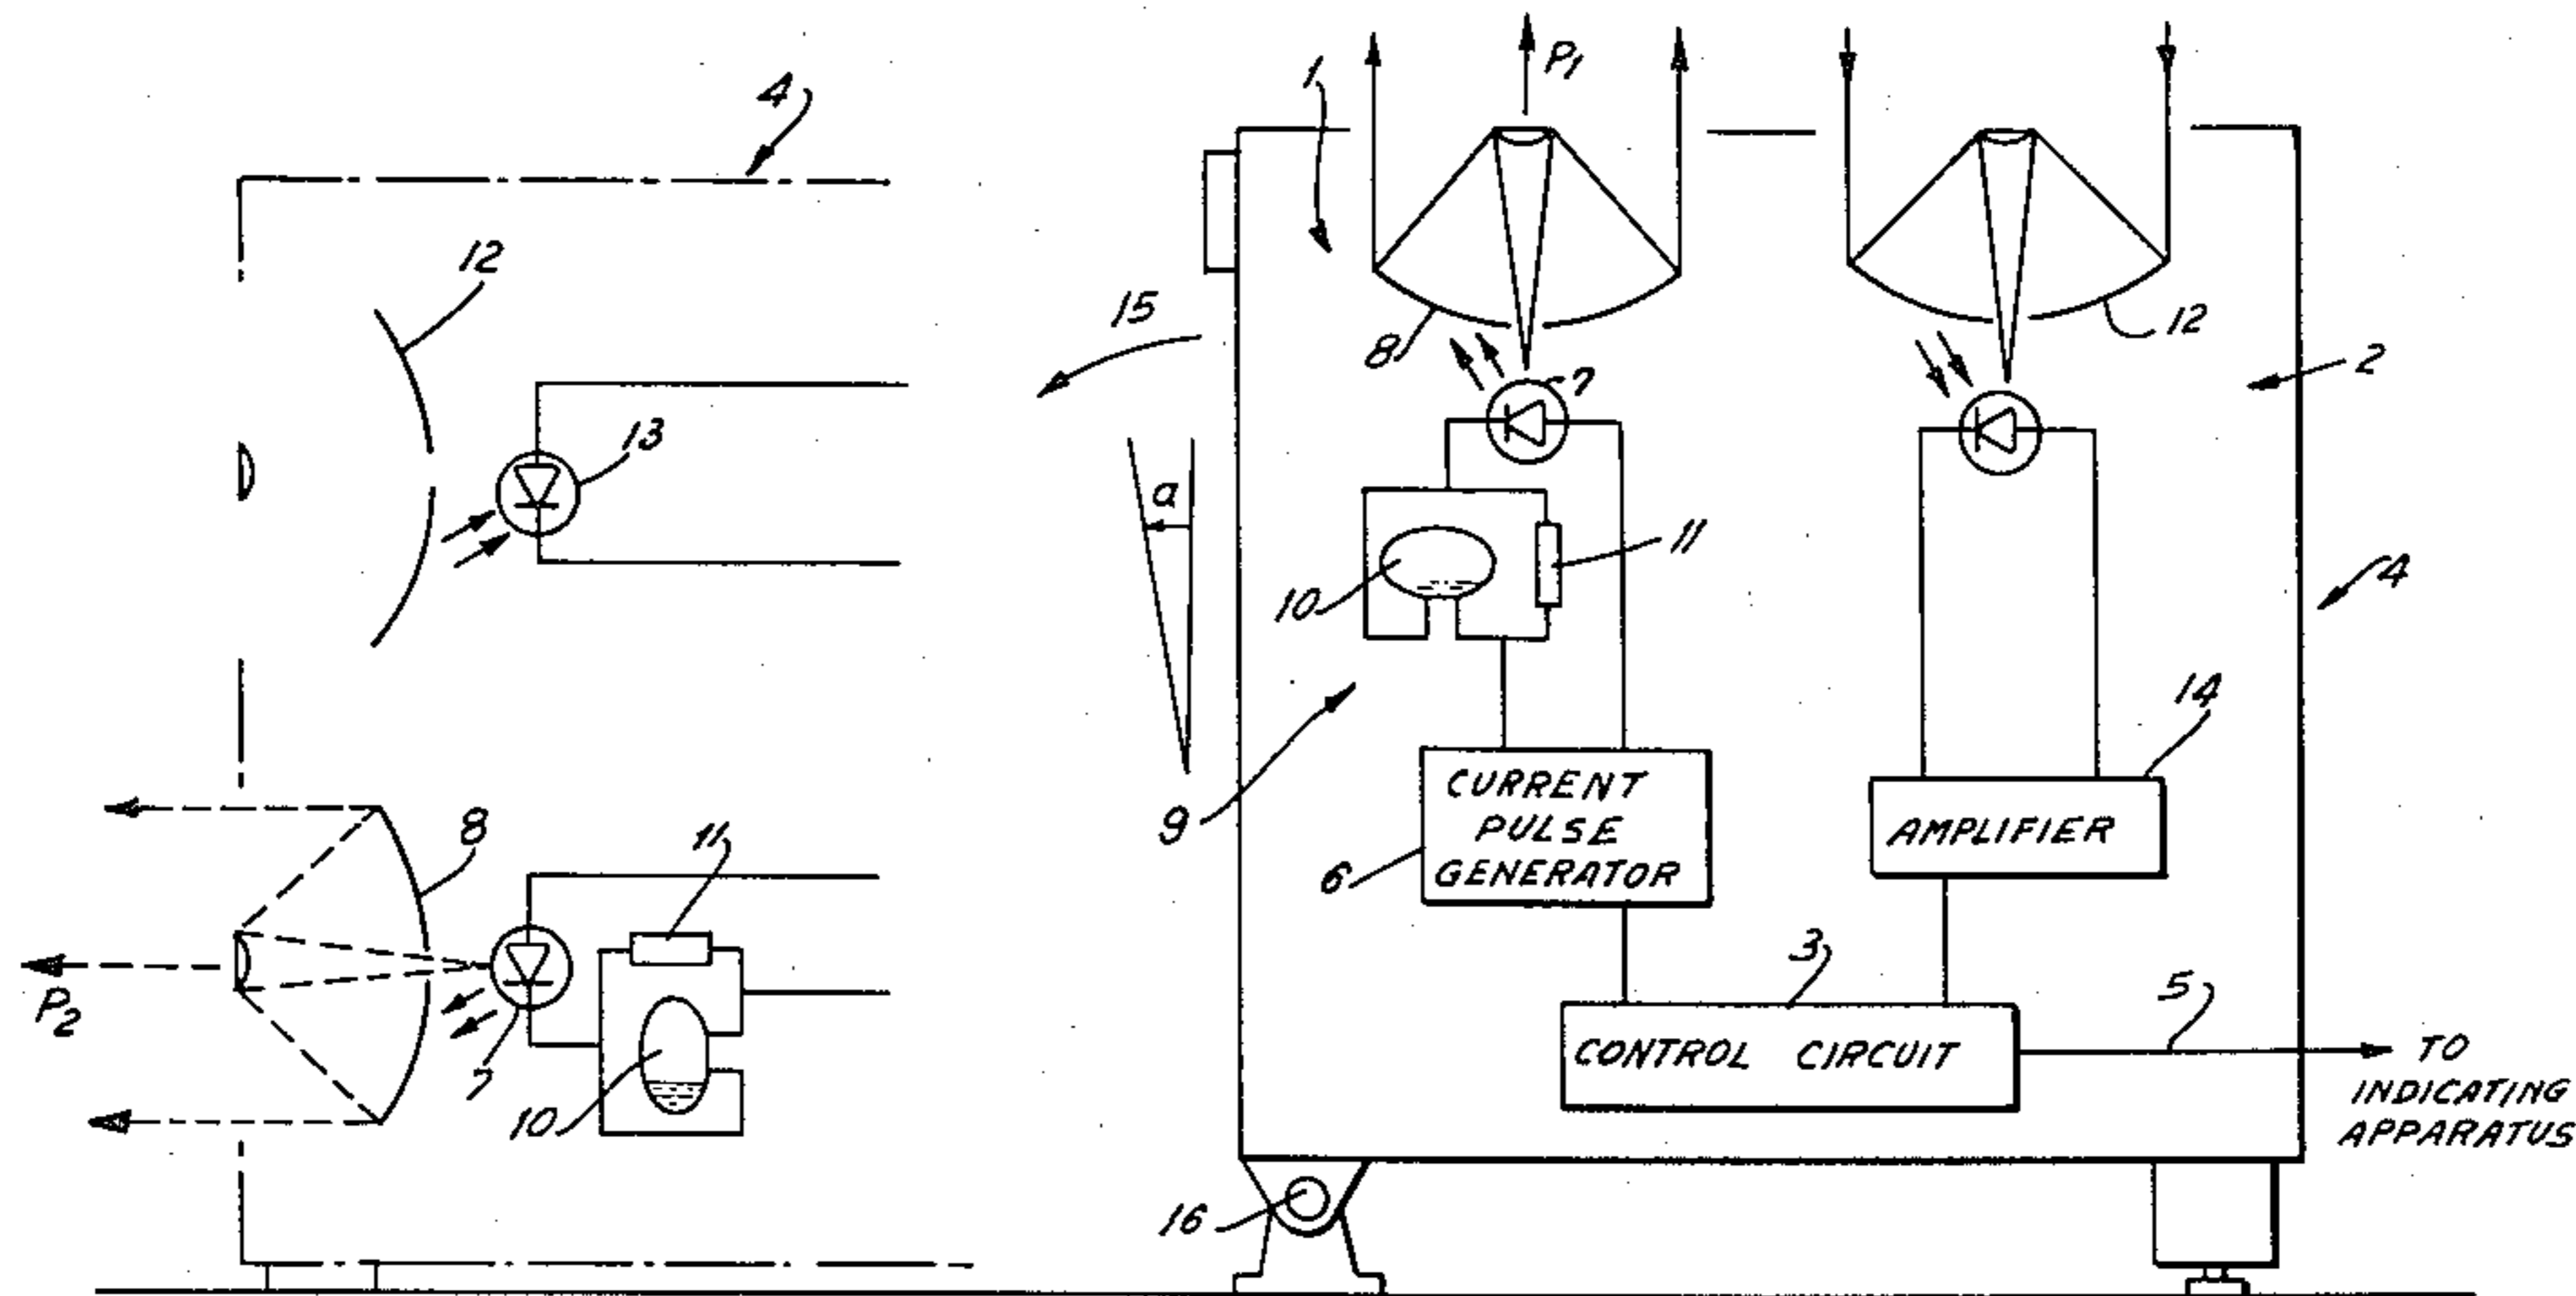 4
12
13
8
11
P2
7
10
15
a
9
1
P1
8
7
10
11
12
2
4
14
6
CURRENT
PULSE
GENERATOR
AMPLIFIER
3
CONTROL CIRCUIT
5
TO
INDICATING
APPARATUS
16